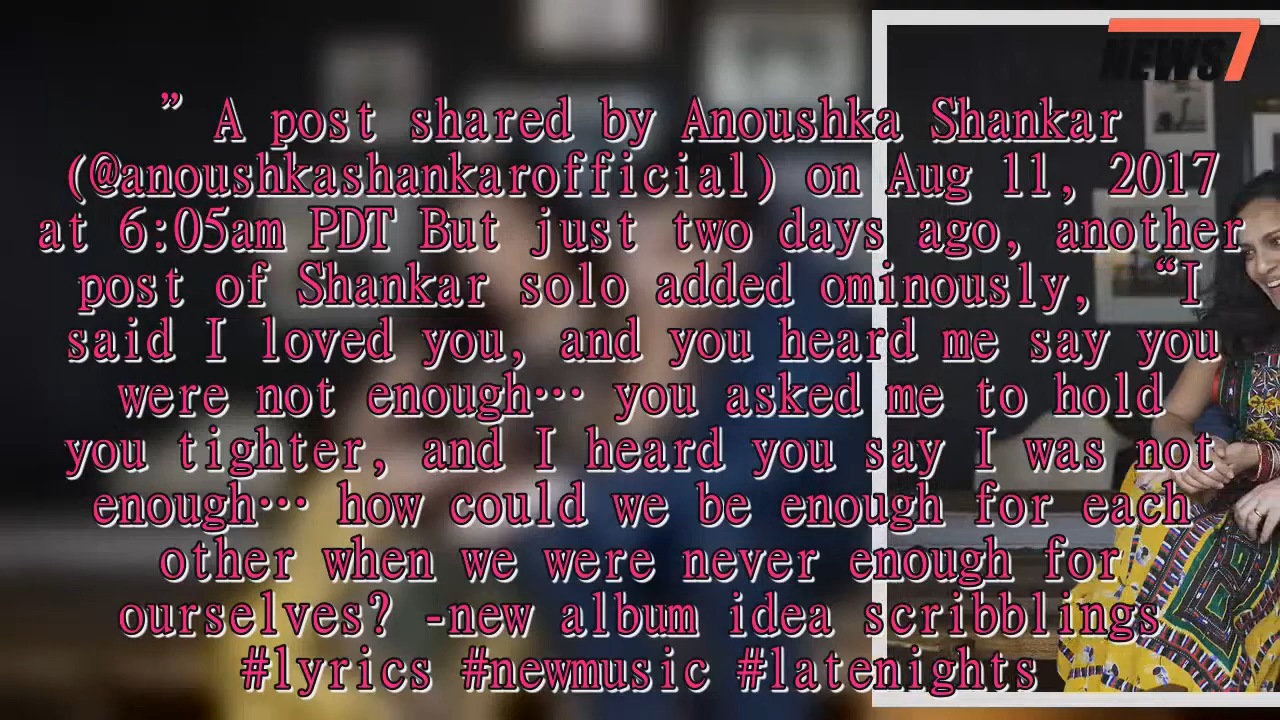 NEWS 7
” A post shared by Anoushka Shankar
(@anoushkashankarofficial) on Aug 11, 2017
at 6:05am PDT But just two days ago, another
post of Shankar solo added ominously, “I
said I loved you, and you heard me say you
were not enough… you asked me to hold
you tighter, and I heard you say I was not
enough… how could we be enough for each
other when we were never enough for
ourselves? -new album idea scribblings
#lyrics #newmusic #latenights